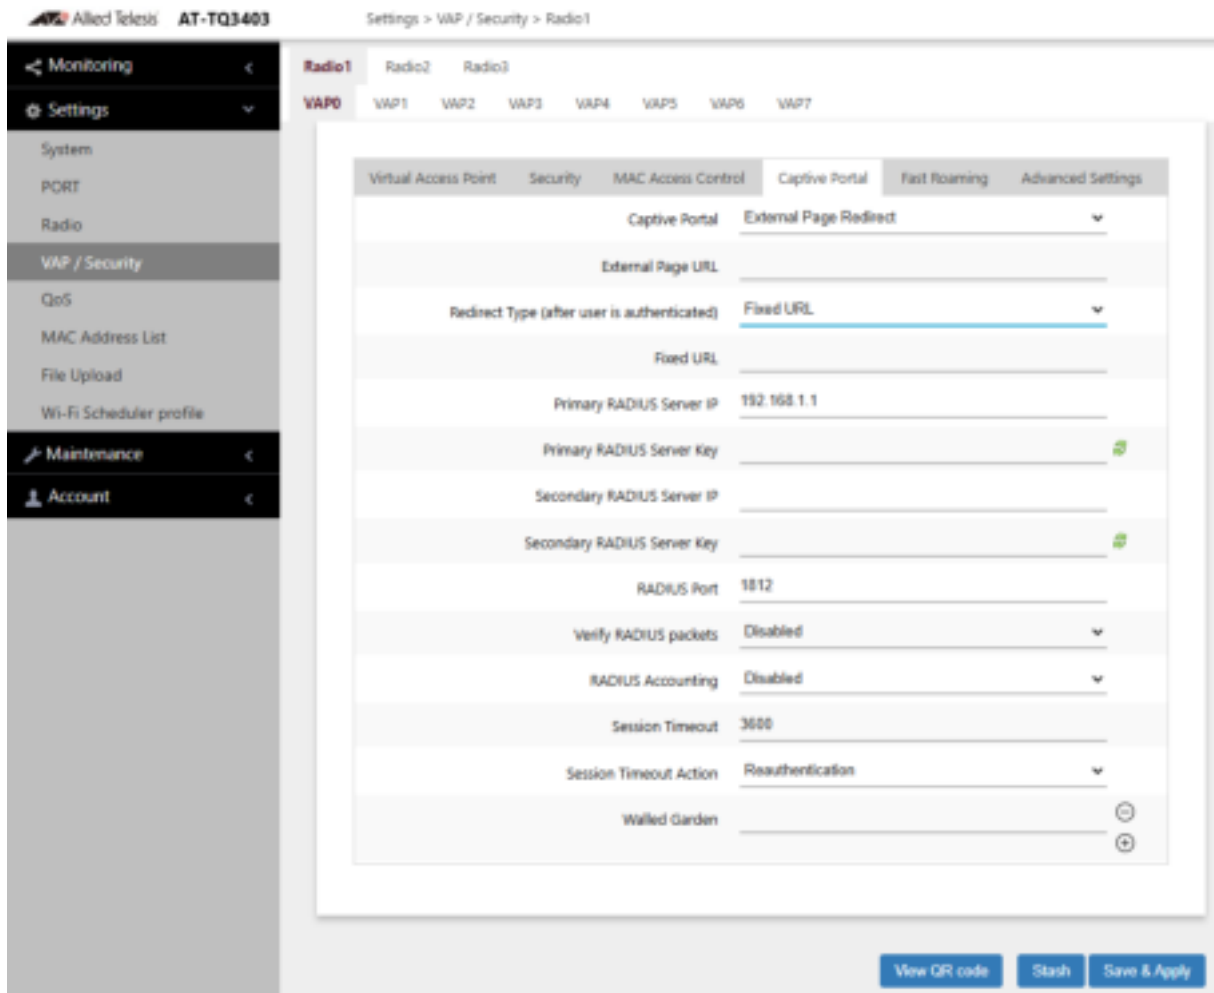 Allied Telesis AT-TQ3403 Settings > VAP / Security > Radio1
Monitoring
Settings
System
PORT
Radio
VAP / Security
QoS
MAC Address List
File Upload
Wi-Fi Scheduler profile
Maintenance
Account
Radio1 Radio2 Radio3
VAP0 VAP1 VAP2 VAP3 VAP4 VAP5 VAP6 VAP7
Virtual Access Point Security MAC Access Control Captive Portal Fast Roaming Advanced Settings
Captive Portal External Page Redirect
External Page URL
Redirect Type (after user is authenticated) Fixed URL
Fixed URL
Primary RADIUS Server IP 192.168.1.1
Primary RADIUS Server Key
Secondary RADIUS Server IP
Secondary RADIUS Server Key
RADIUS Port 1812
Verify RADIUS packets Disabled
RADIUS Accounting Disabled
Session Timeout 3600
Session Timeout Action Reauthentication
Walled Garden
View QR code Stash Save & Apply